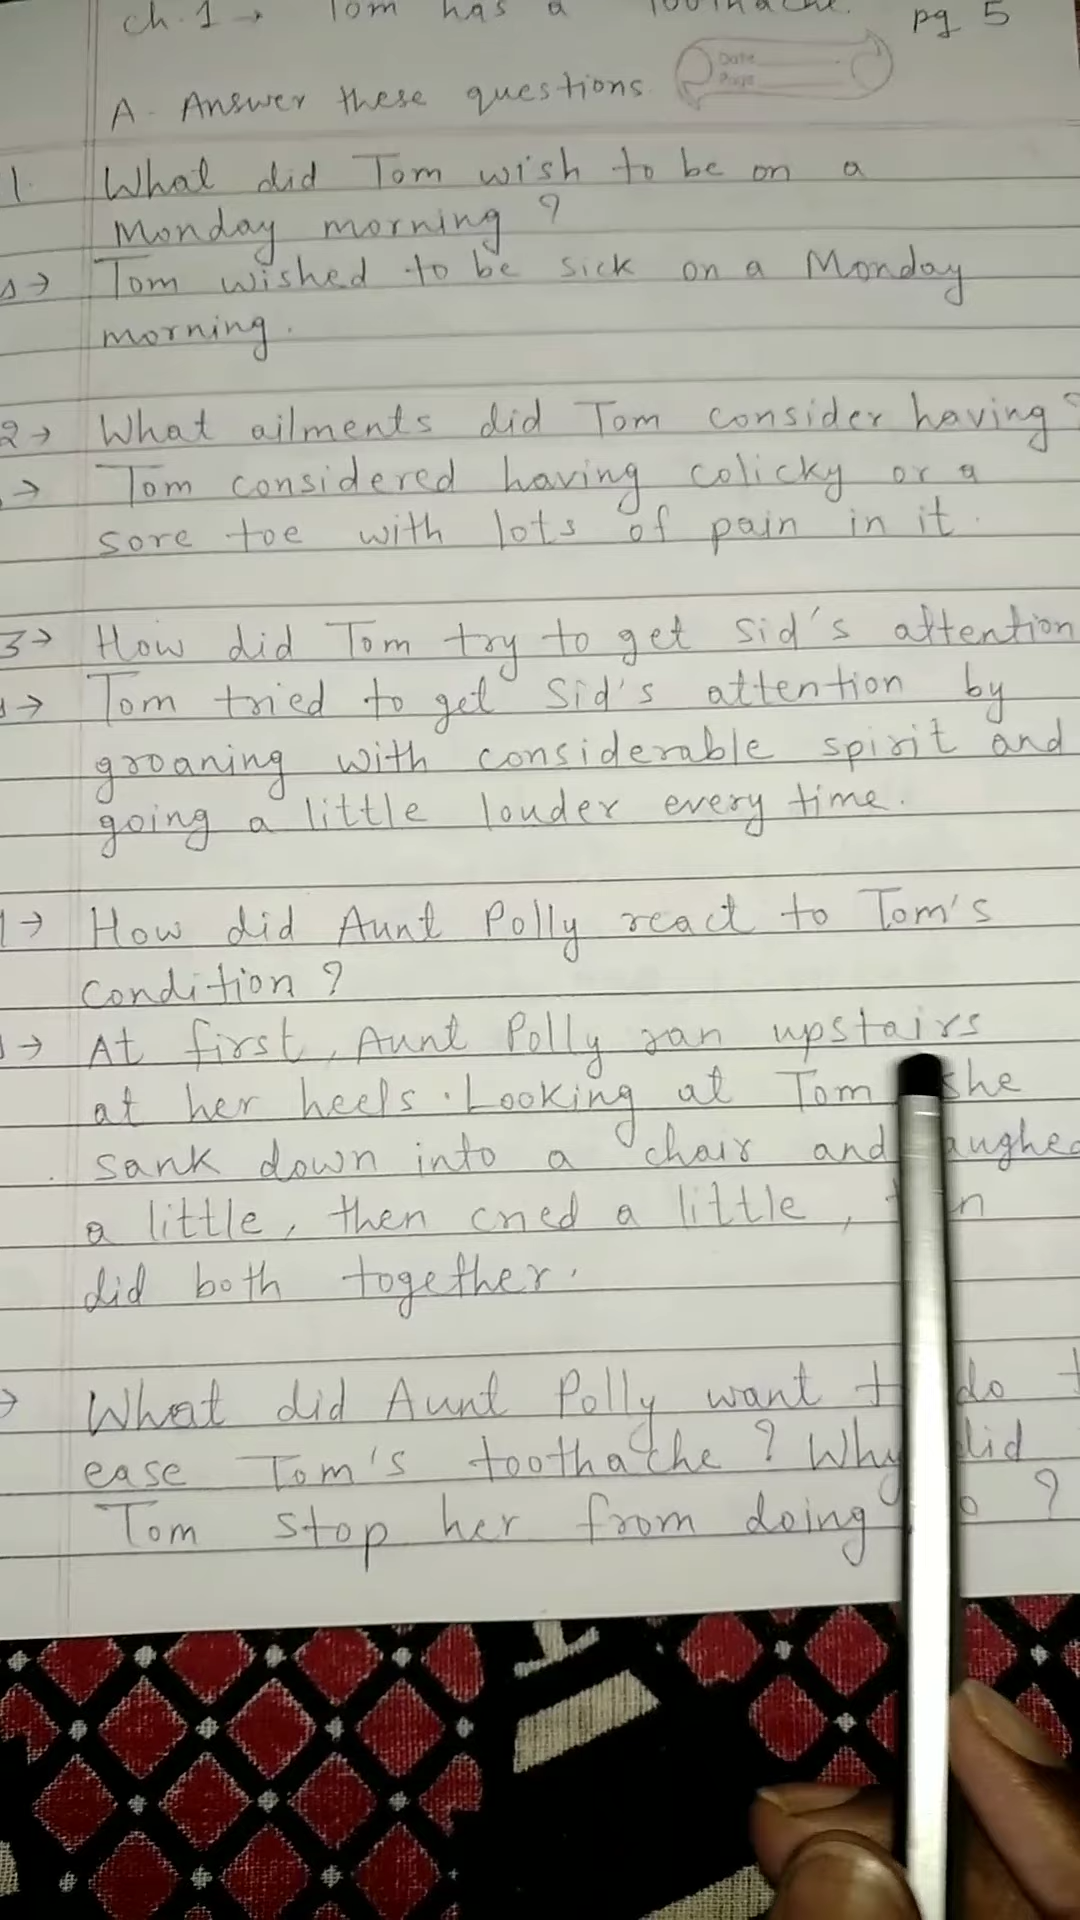 ch. 1 → Tom has a Toothache. pg 5
Date
Page
A. Answer these questions.
1. What did Tom wish to be on a
Monday morning ?
→ Tom wished to be sick on a Monday
morning.
2→ What ailments did Tom consider having ?
→ Tom considered having colicky or a
sore toe with lots of pain in it.
3→ How did Tom try to get Sid's attention
→ Tom tried to get Sid's attention by
groaning with considerable spirit and
going a little louder every time.
→ How did Aunt Polly react to Tom's
condition ?
→ At first, Aunt Polly ran upstairs
at her heels. Looking at Tom she
sank down into a chair and
a little, then cried a little,
did both together.
→ What did Aunt Polly want do
ease Tom's toothache ? Why did
Tom stop her from doing ?